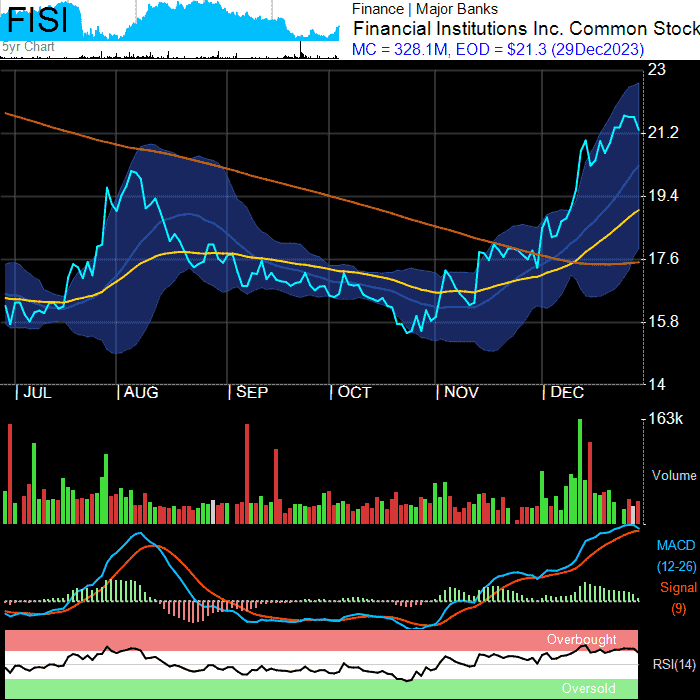 FISI
5yr Chart
Finance | Major Banks
Financial Institutions Inc. Common Stock
MC = 328.1M, EOD = $21.3 (29Dec2023)
23
21.2
19.4
17.6
15.8
14
| JUL | AUG | SEP | OCT | NOV | DEC
163k
Volume
MACD
(12-26)
Signal
(9)
Overbought
RSI(14)
Oversold